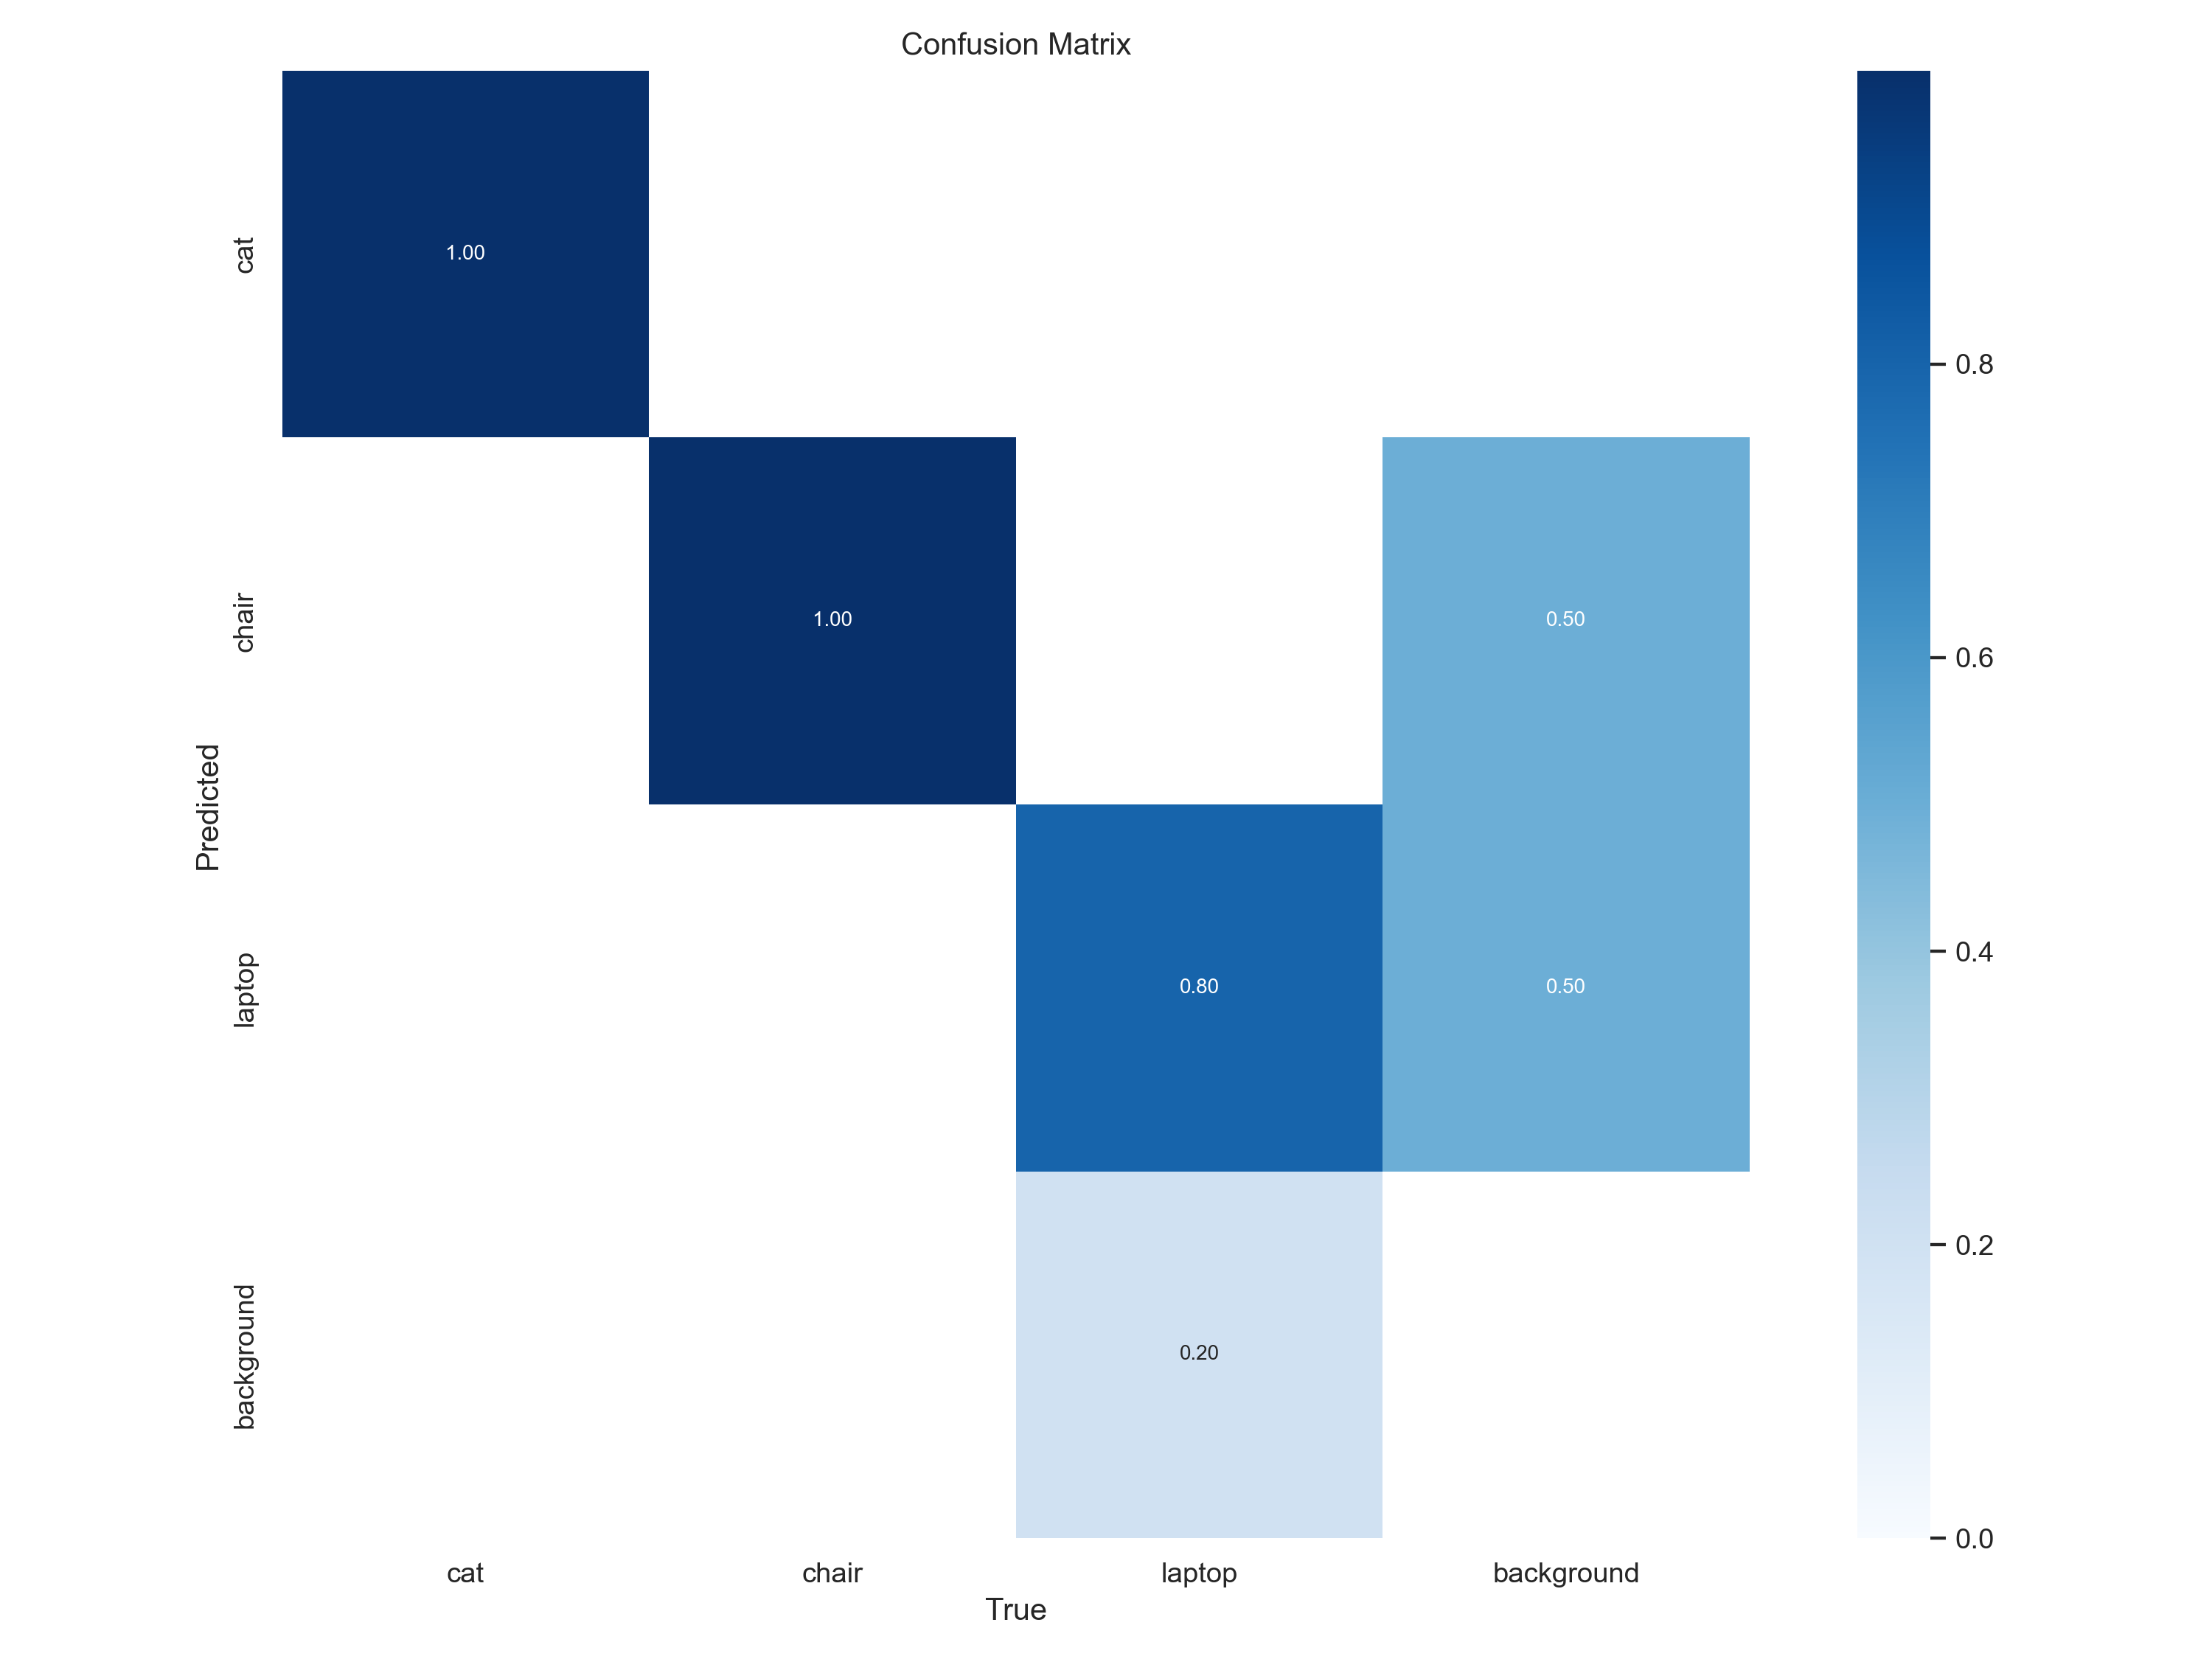 Confusion Matrix
cat
1.00
chair
1.00
0.50
laptop
0.80
0.50
background
0.20
Predicted
cat
chair
laptop
background
True
0.8
0.6
0.4
0.2
0.0